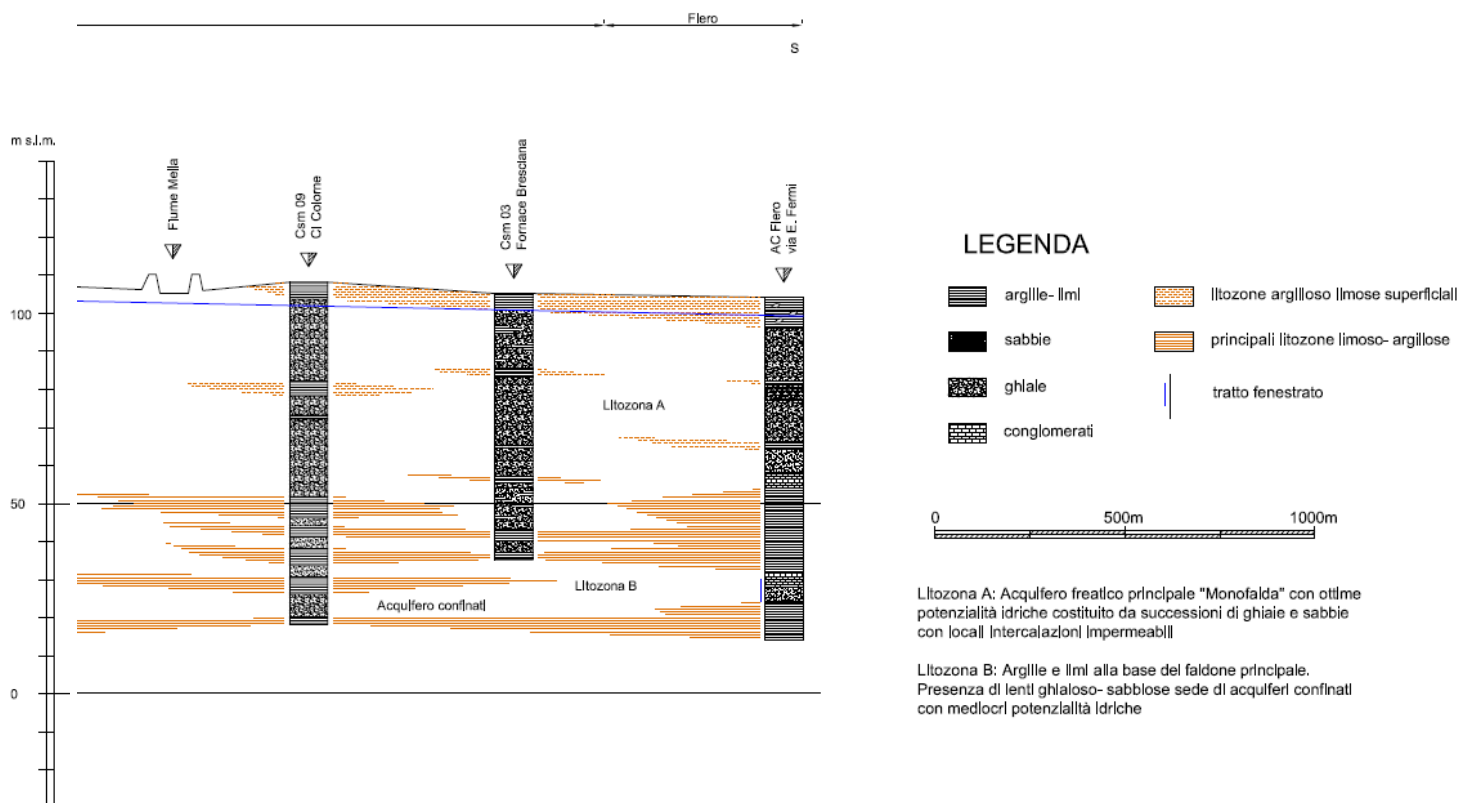 Flero
S
m s.l.m.
Fiume Mella
Csm 09
CI Colorne
Csm 03
Fornace Bresciana
AC Flero
via E. Fermi
100
50
0
Litozona A
Litozona B
Acquifero confinati
LEGENDA
argille- limi
sabbie
ghiaie
conglomerati
litozone argilloso limose superficiali
principali litozone limoso- argillose
tratto fenestrato
0
500m
1000m
Litozona A: Acquifero freatico principale "Monofalda" con ottime
potenzialità idriche costituito da successioni di ghiaie e sabbie
con locali intercalazioni impermeabili
Litozona B: Argille e limi alla base del faldone principale.
Presenza di lenti ghiaioso- sabbiose sede di acquiferi confinati
con mediocri potenzialità idriche